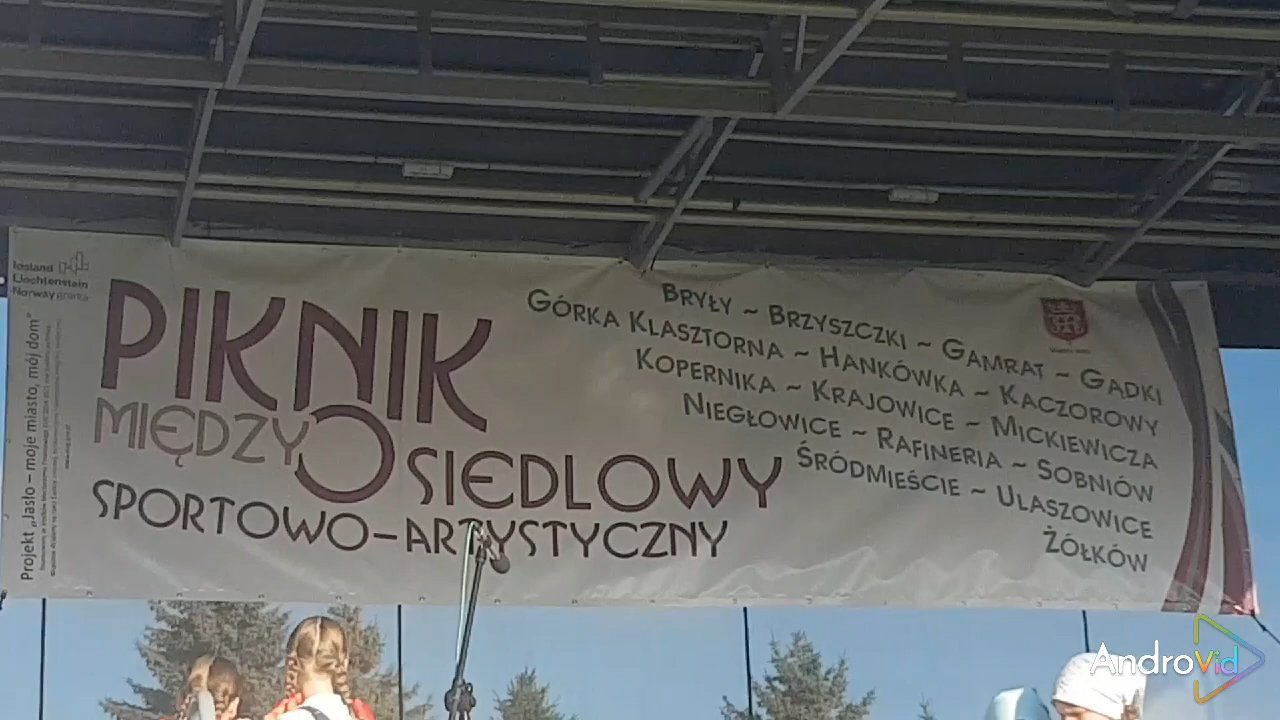 Iceland
Liechtenstein
Norway grants
Projekt „Jasło – moje miasto, mój dom”
PIKNIK
MIĘDZYOSIEDLOWY
SPORTOWO-ARTYSTYCZNY
BRYŁY ~ BRZYSZCZKI ~ GAMRAT ~ GĄDKI
GÓRKA KLASZTORNA ~ HANKÓWKA ~ KACZOROWY
KOPERNIKA ~ KRAJOWICE ~ MICKIEWICZA
NIEGŁOWICE ~ RAFINERIA ~ SOBNIÓW
ŚRÓDMIEŚCIE ~ ULASZOWICE
ŻÓŁKÓW
AndroVid